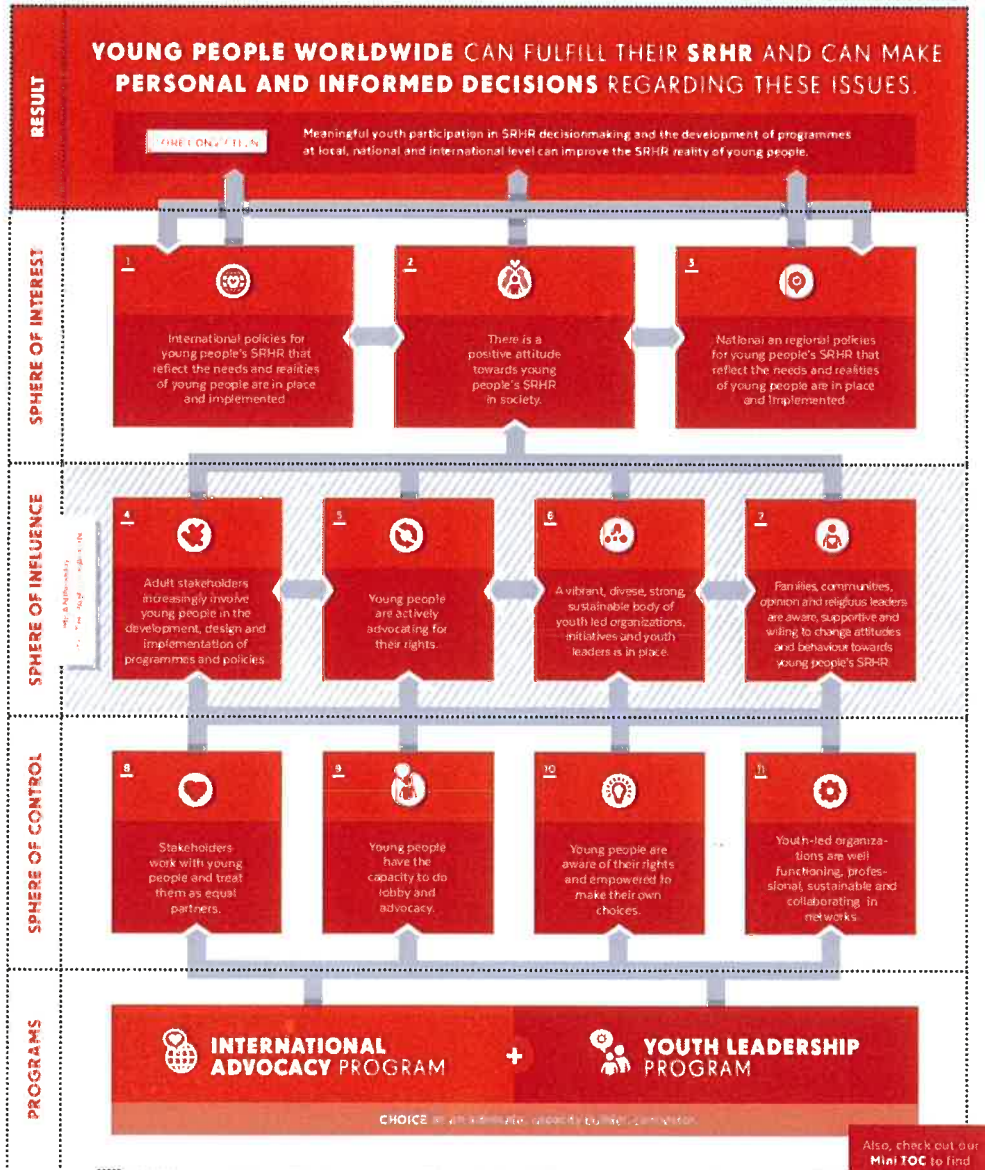 RESULT
YOUNG PEOPLE WORLDWIDE CAN FULFILL THEIR SRHR AND CAN MAKE
PERSONAL AND INFORMED DECISIONS REGARDING THESE ISSUES.
Meaningful youth participation in SRHR decisionmaking and the development of programmes
at local, national and international level can improve the SRHR reality of young people.
SPHERE OF INTEREST
1
International policies for
young people's SRHR that
reflect the needs and realities
of young people are in place
and implemented
2
There is a
positive attitude
towards young
people's SRHR
in society.
3
National an regional policies
for young people's SRHR that
reflect the needs and realities
of young people are in place
and Implemented
SPHERE OF INFLUENCE
4
Adult stakeholders
increasingly involve
young people in the
development, design and
implementation of
programmes and policies
5
Young people
are actively
advocating for
their rights.
6
A vibrant, divese, strong,
sustainable body of
youth led organizations,
initiatives and youth
leaders is in place.
7
Families, communities,
opinion and religious leaders
are aware, supportive and
willing to change attitudes
and behaviour towards
young people's SRHR
SPHERE OF CONTROL
8
Stakeholders
work with young
people and treat
them as equal
partners.
9
Young people
have the
capacity to do
lobby and
advocacy.
10
Young people are
aware of their rights
and empowered to
make their own
choices.
11
Youth-led organiza-
tions are well
functioning, profes-
sional, sustainable and
collaborating in
networks.
PROGRAMS
INTERNATIONAL
ADVOCACY PROGRAM
+
YOUTH LEADERSHIP
PROGRAM
CHOICE as an advocate, capacity builder,
Also, check out our
Mini TOC to find